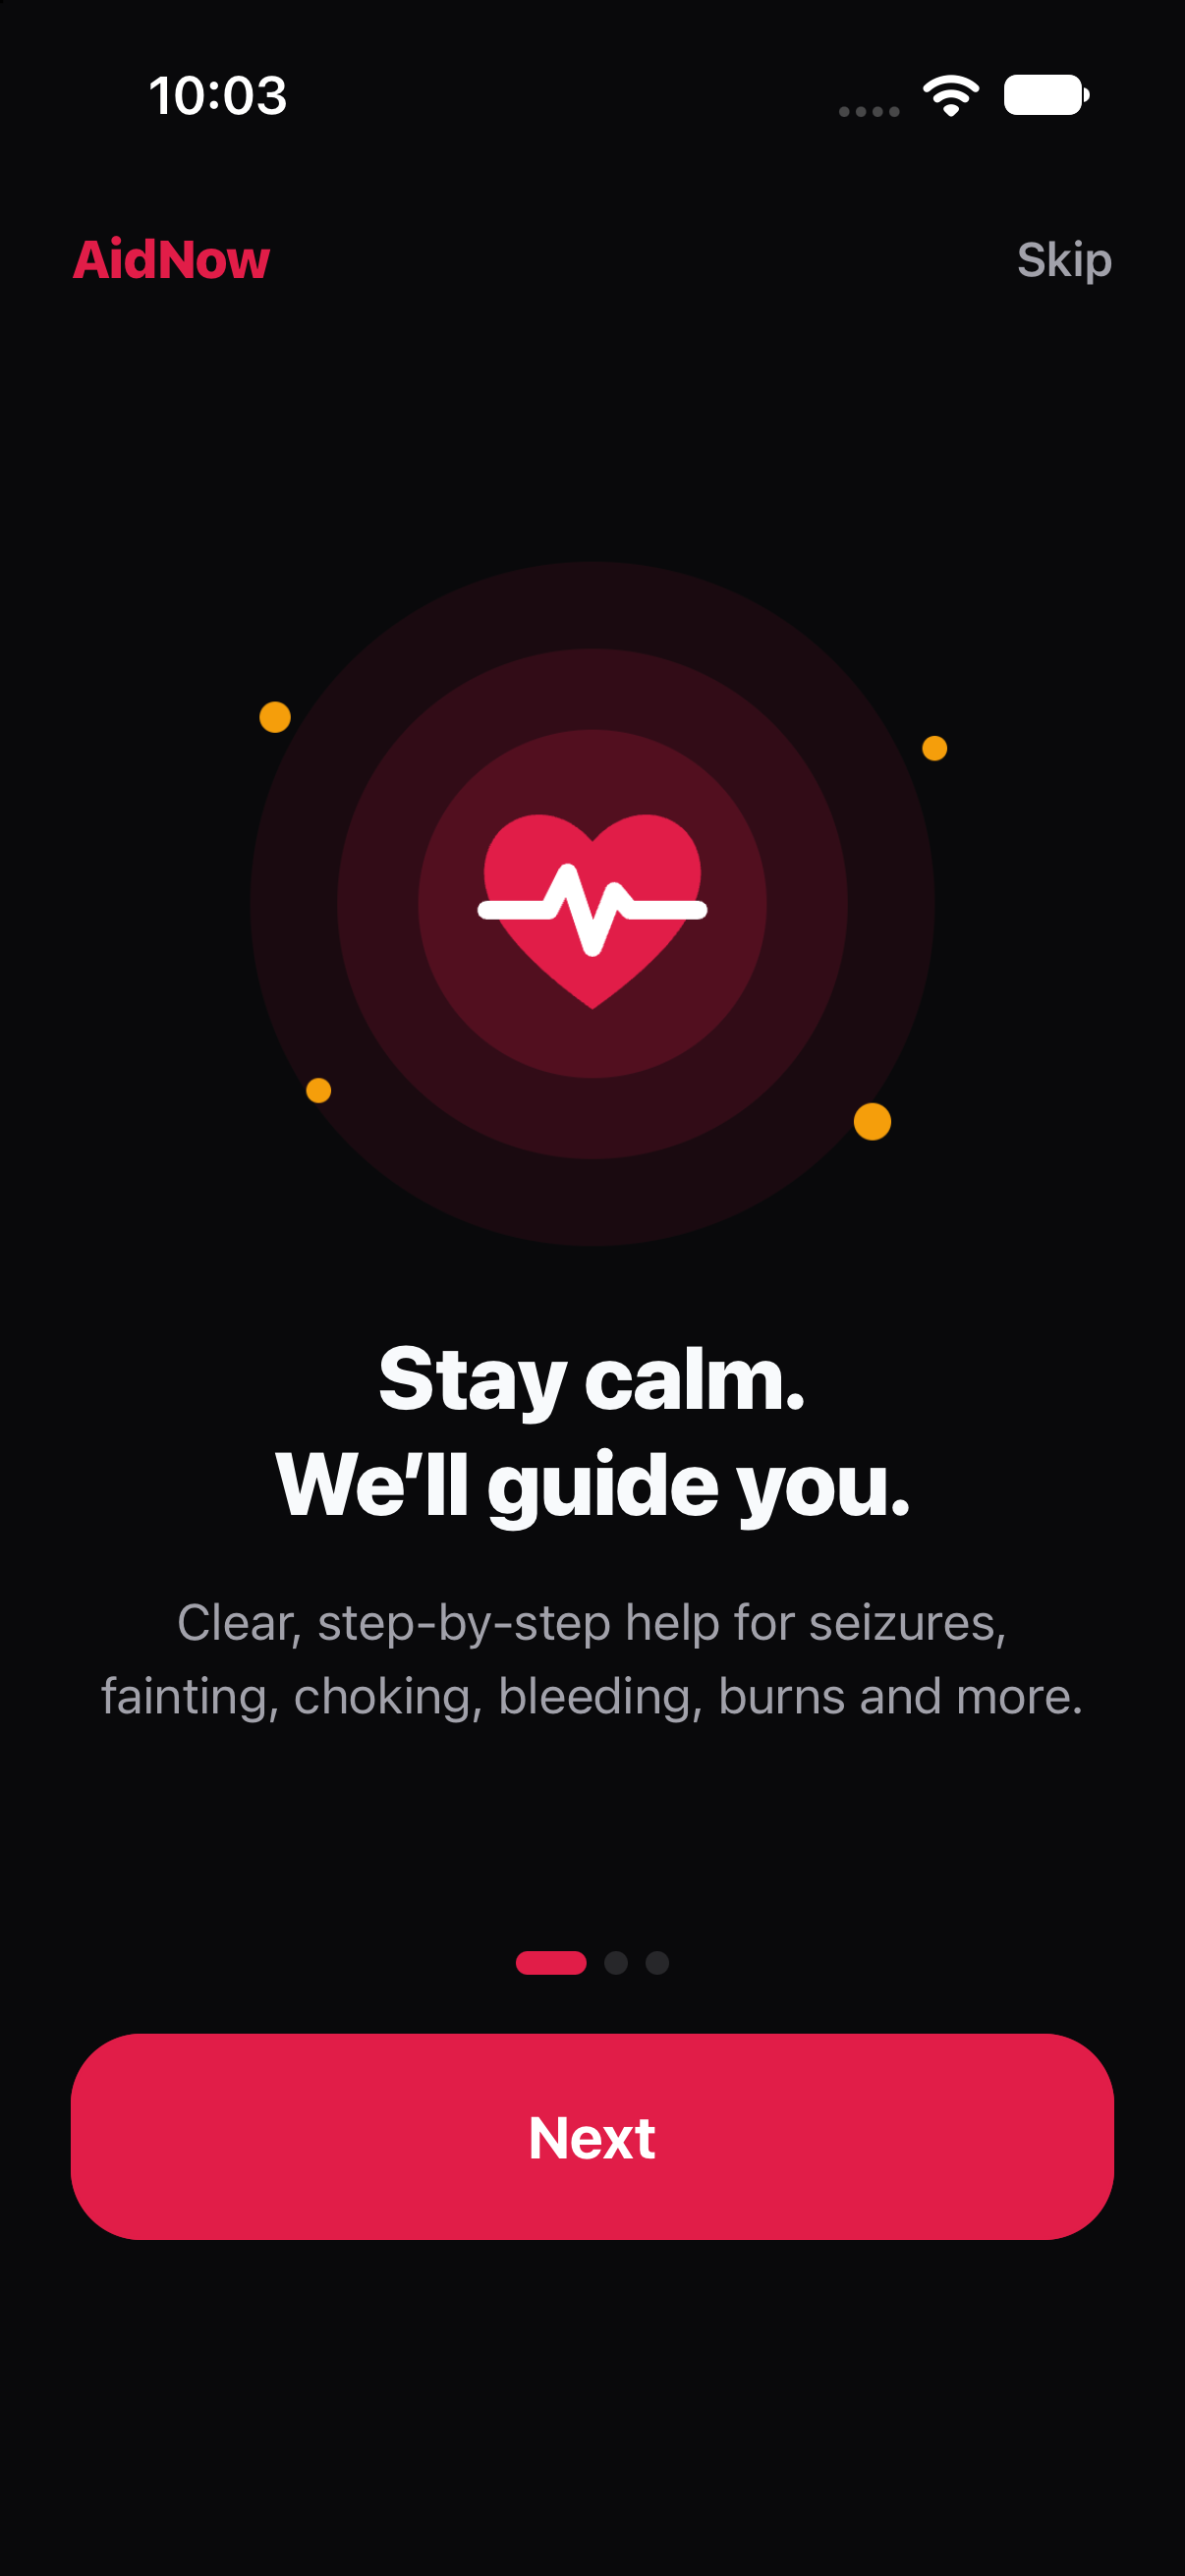 10:03
AidNow
Skip
Stay calm.
We’ll guide you.
Clear, step-by-step help for seizures,
fainting, choking, bleeding, burns and more.
Next